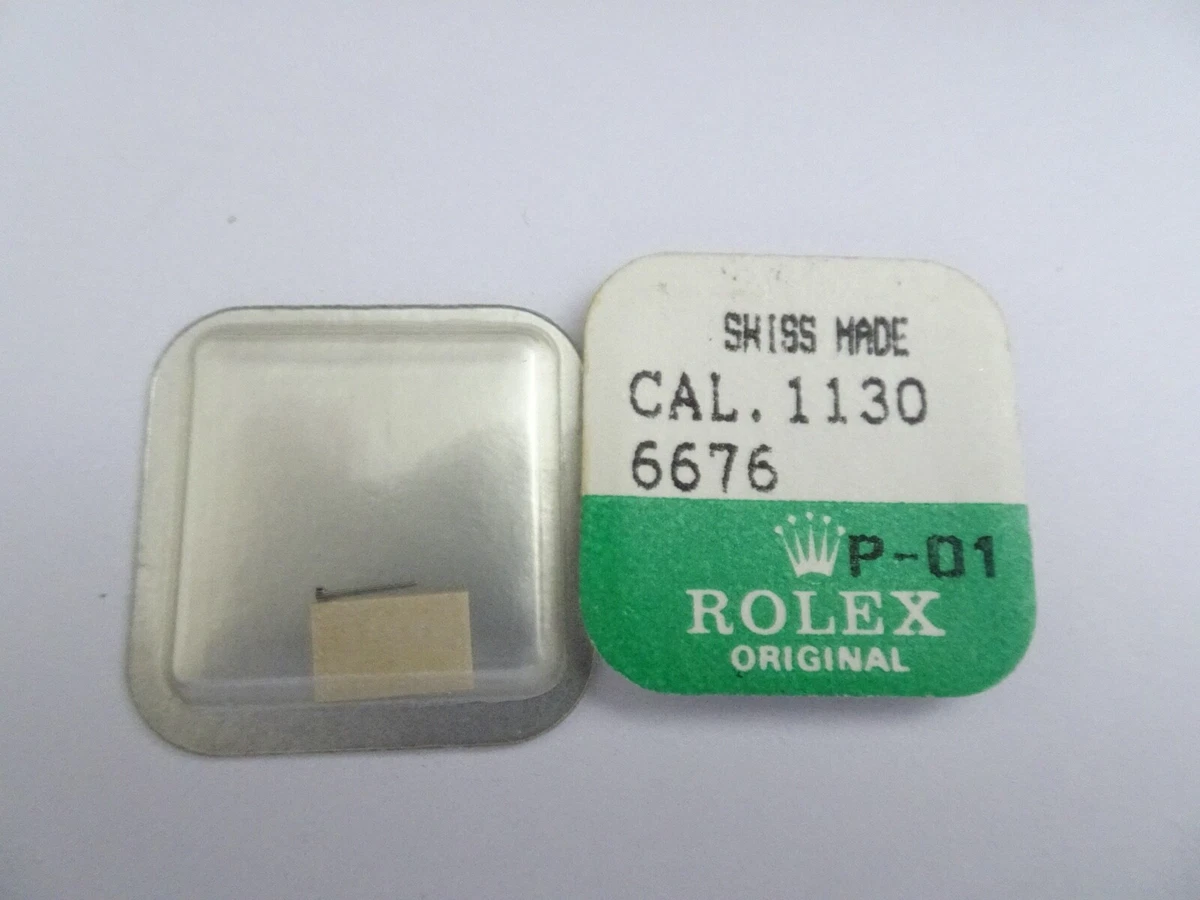 SWISS MADE
CAL. 1130
6676
P-01
ROLEX
ORIGINAL